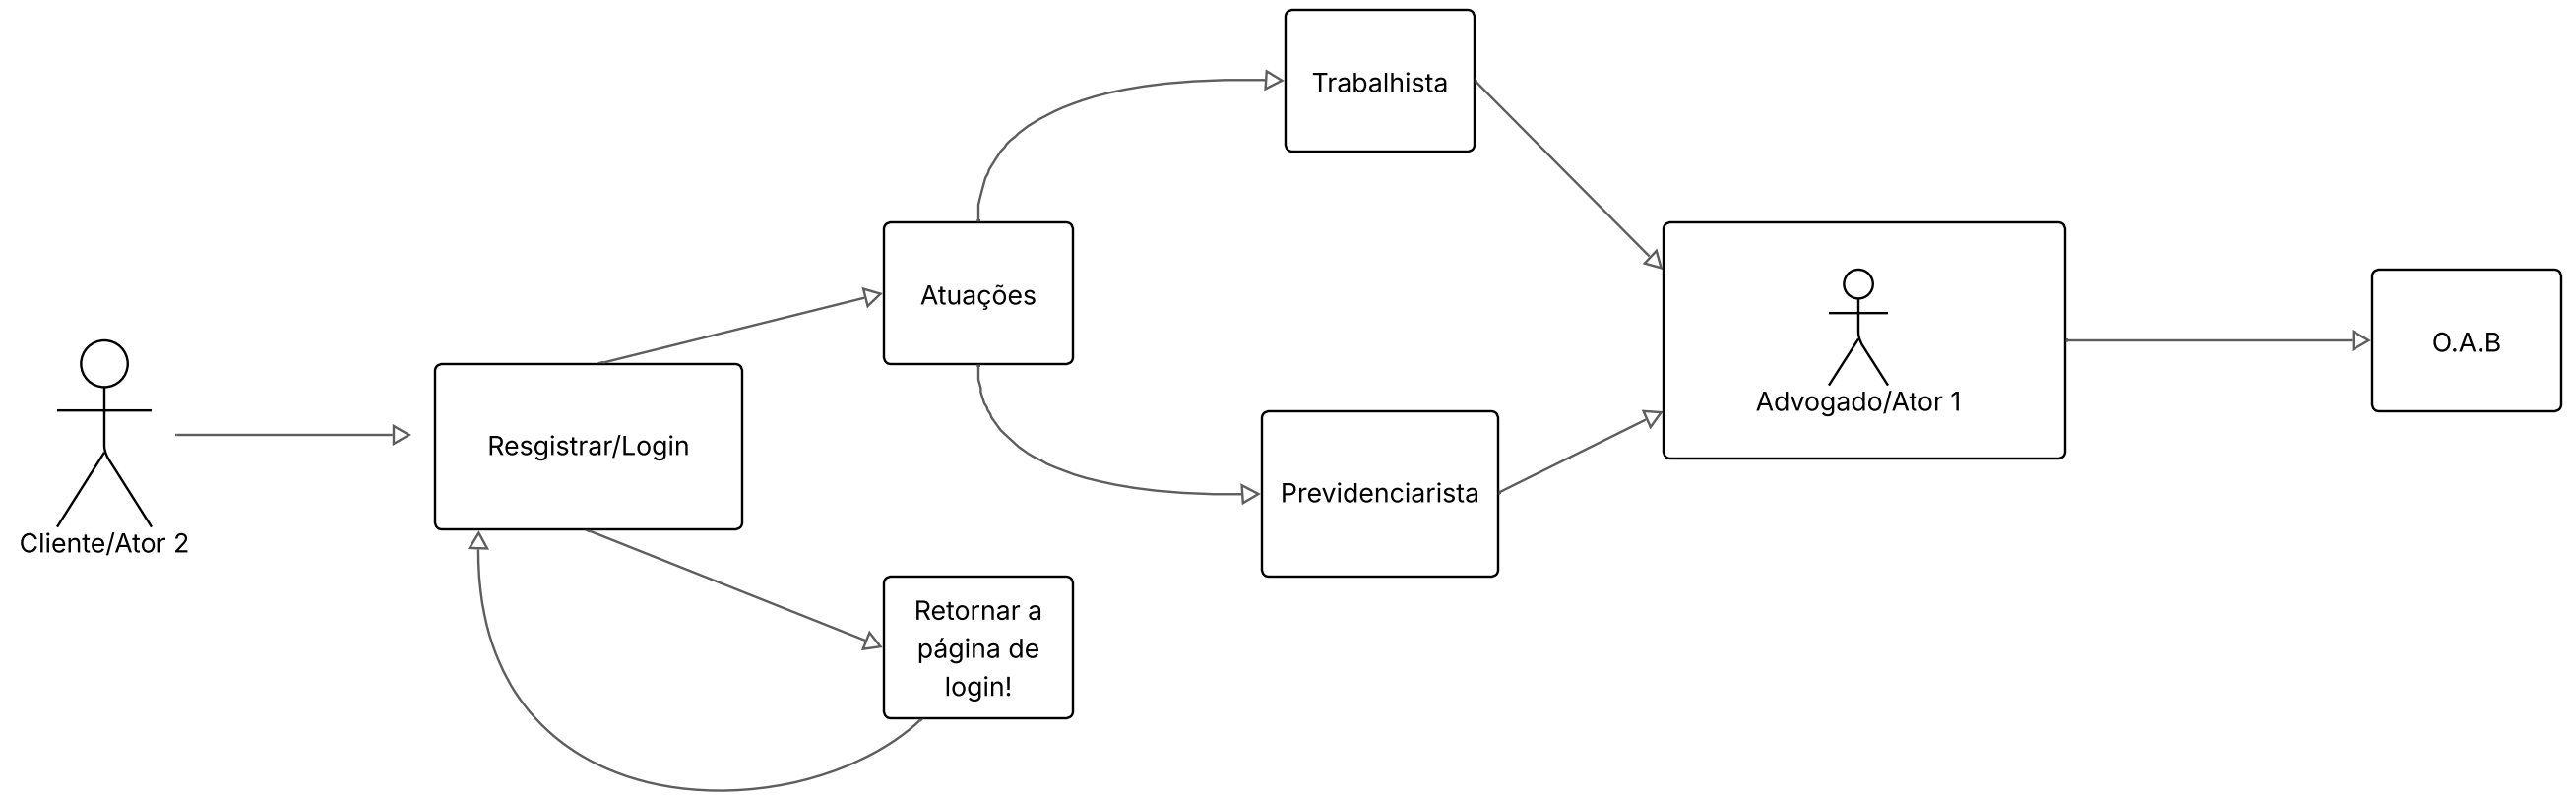 Trabalhista
Atuações
Advogado/Ator 1
O.A.B
Resgistrar/Login
Previdenciarista
Cliente/Ator 2
Retornar a
página de
login!